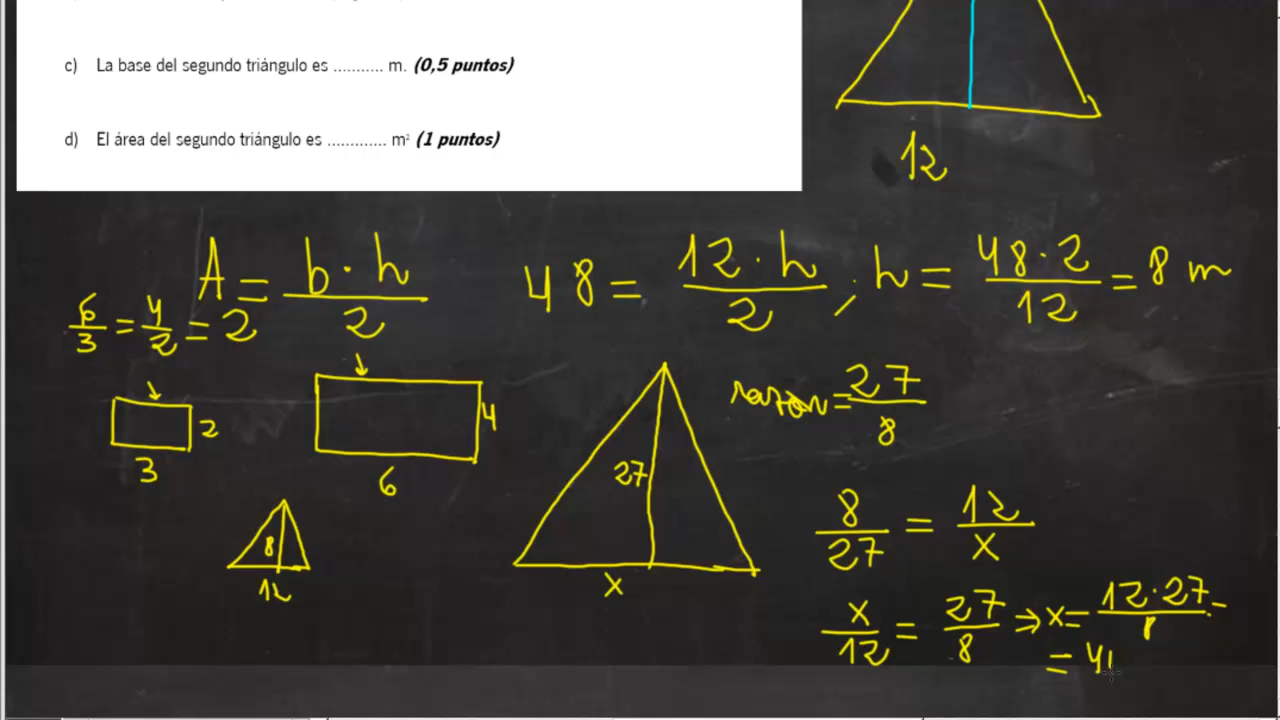 c) La base del segundo triángulo es ........... m. (0,5 puntos)
d) El área del segundo triángulo es ............. m² (1 puntos)
12
A = b · h / 2
48 = 12 · h / 2 ; h = 48 · 2 / 12 = 8 m
6/3 = 4/2 = 2
2
3
4
6
8
12
27
x
razon = 27/8
8/27 = 12/x
x/12 = 27/8 ⇒ x = 12 · 27 / 8 =
= 4